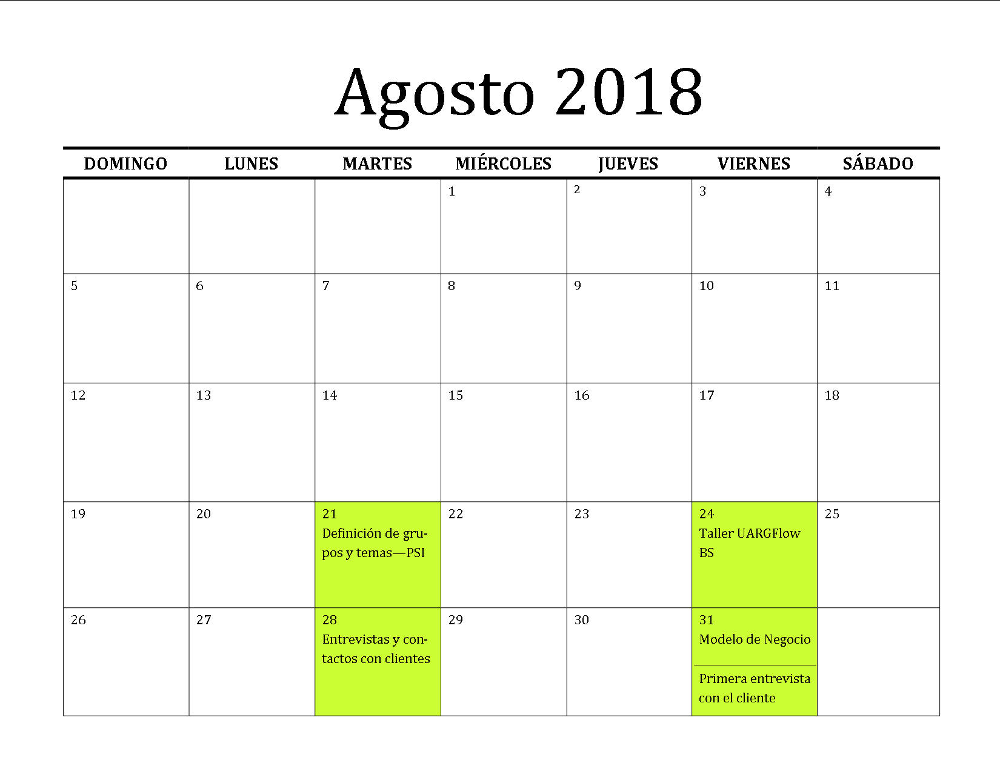 Agosto 2018
DOMINGO LUNES MARTES MIÉRCOLES JUEVES VIERNES SÁBADO
1 2 3 4
5 6 7 8 9 10 11
12 13 14 15 16 17 18
19 20 21 22 23 24 25
Definición de gru-
pos y temas—PSI
Taller UARGFlow
BS
26 27 28 29 30 31
Entrevistas y con-
tactos con clientes
Modelo de Negocio
Primera entrevista
con el cliente